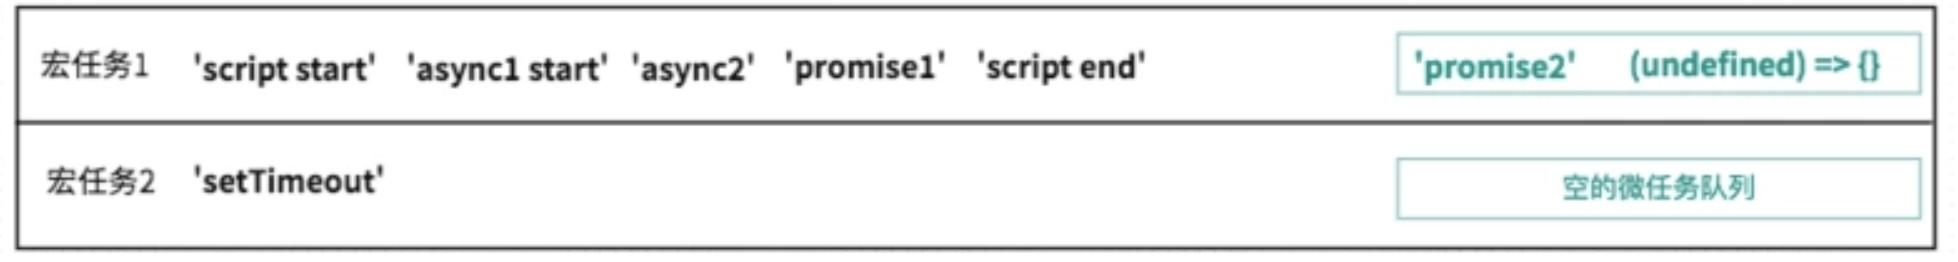 宏任务1 'script start' 'async1 start' 'async2' 'promise1' 'script end' 'promise2' (undefined) => {}
宏任务2 'setTimeout' 空的微任务队列